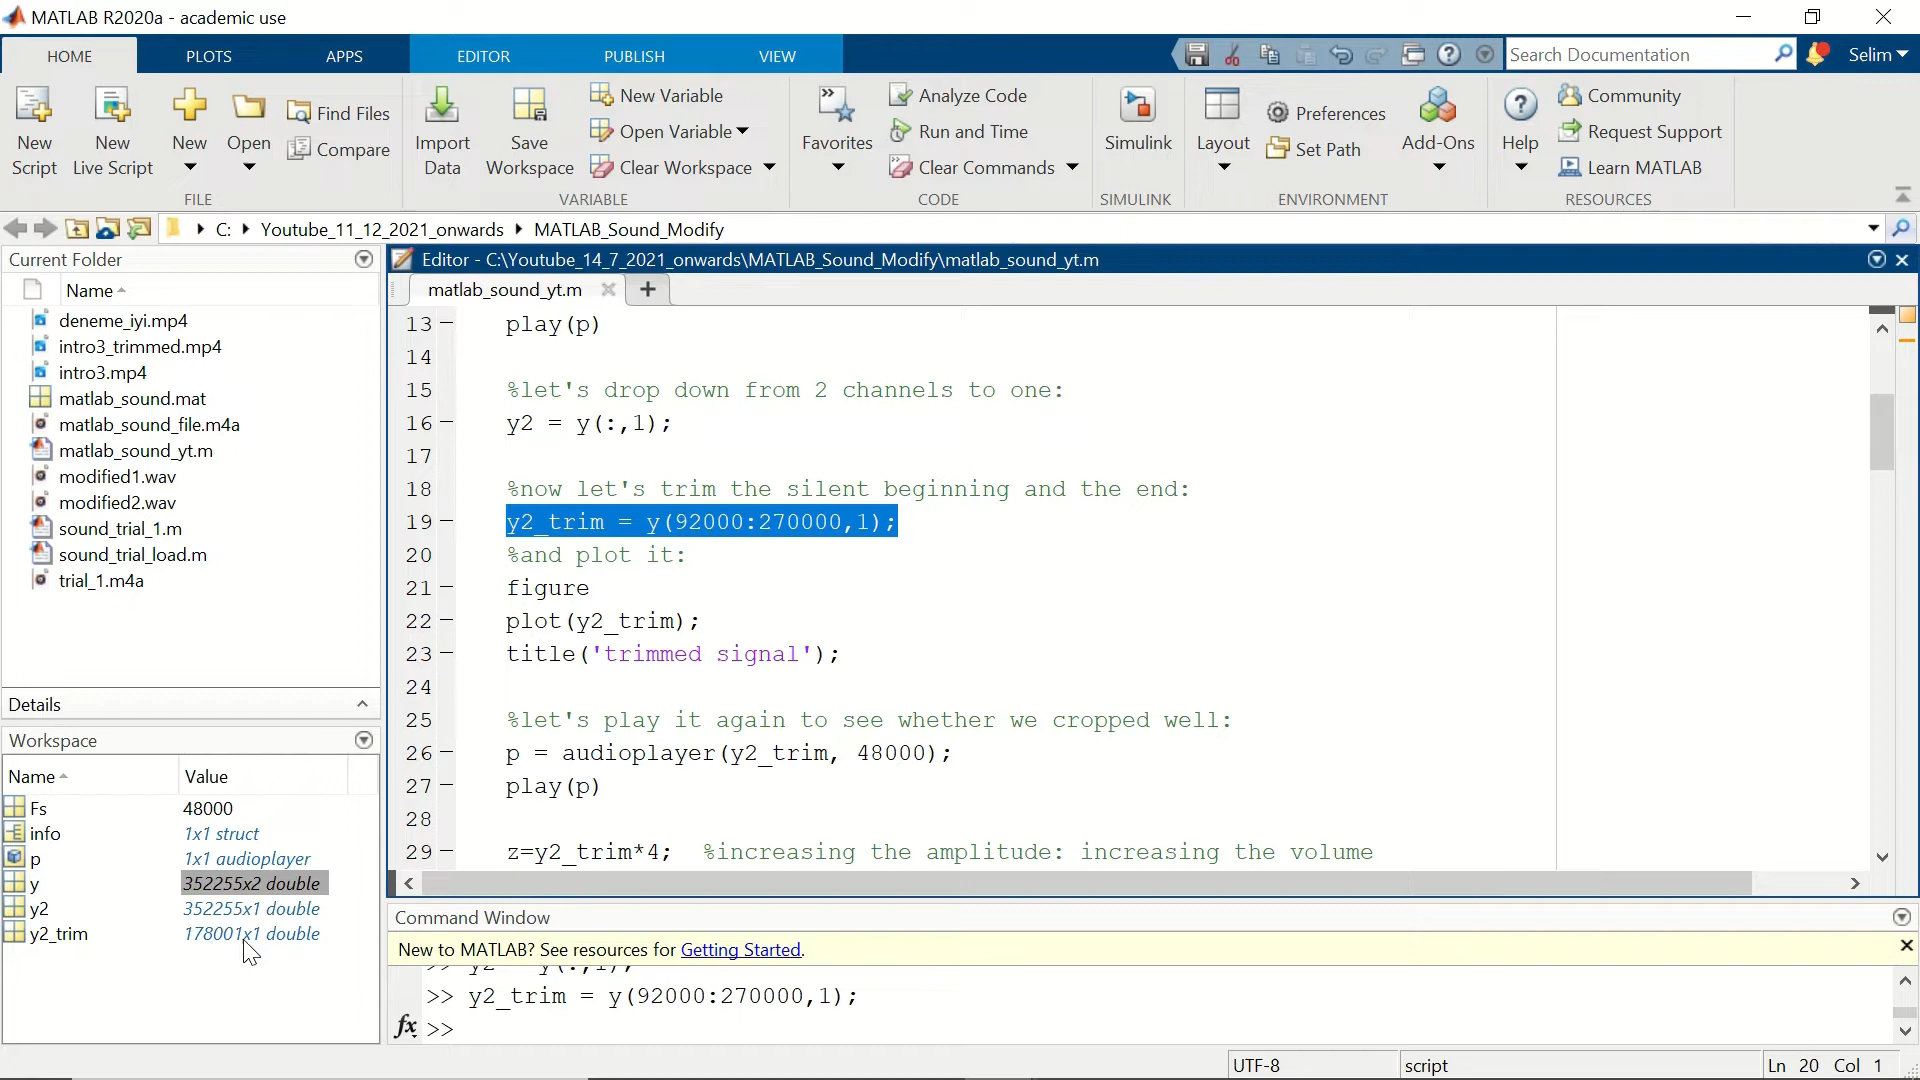 MATLAB R2020a - academic use
HOME PLOTS APPS EDITOR PUBLISH VIEW Search Documentation Selim
New Script
New Live Script
New
Open
Find Files
Compare
FILE
Import Data
Save Workspace
New Variable
Open Variable
Clear Workspace
VARIABLE
Favorites
Analyze Code
Run and Time
Clear Commands
CODE
Simulink
SIMULINK
Layout
Preferences
Set Path
Add-Ons
ENVIRONMENT
Help
Community
Request Support
Learn MATLAB
RESOURCES
C: Youtube_11_12_2021_onwards MATLAB_Sound_Modify
Current Folder
Name
deneme_iyi.mp4
intro3_trimmed.mp4
intro3.mp4
matlab_sound.mat
matlab_sound_file.m4a
matlab_sound_yt.m
modified1.wav
modified2.wav
sound_trial_1.m
sound_trial_load.m
trial_1.m4a
Details
Workspace
Name Value
Fs 48000
info 1x1 struct
p 1x1 audioplayer
y 352255x2 double
y2 352255x1 double
y2_trim 178001x1 double
Editor - C:\Youtube_14_7_2021_onwards\MATLAB_Sound_Modify\matlab_sound_yt.m
matlab_sound_yt.m
13 – play(p)
14
15 %let's drop down from 2 channels to one:
16 – y2 = y(:,1);
17
18 %now let's trim the silent beginning and the end:
19 – y2_trim = y(92000:270000,1);
20 %and plot it:
21 – figure
22 – plot(y2_trim);
23 – title('trimmed signal');
24
25 %let's play it again to see whether we cropped well:
26 – p = audioplayer(y2_trim, 48000);
27 – play(p)
28
29 – z=y2_trim*4; %increasing the amplitude: increasing the volume
Command Window
New to MATLAB? See resources for Getting Started.
>> y2 = y(:,1);
>> y2_trim = y(92000:270000,1);
fx >>
UTF-8 script Ln 20 Col 1